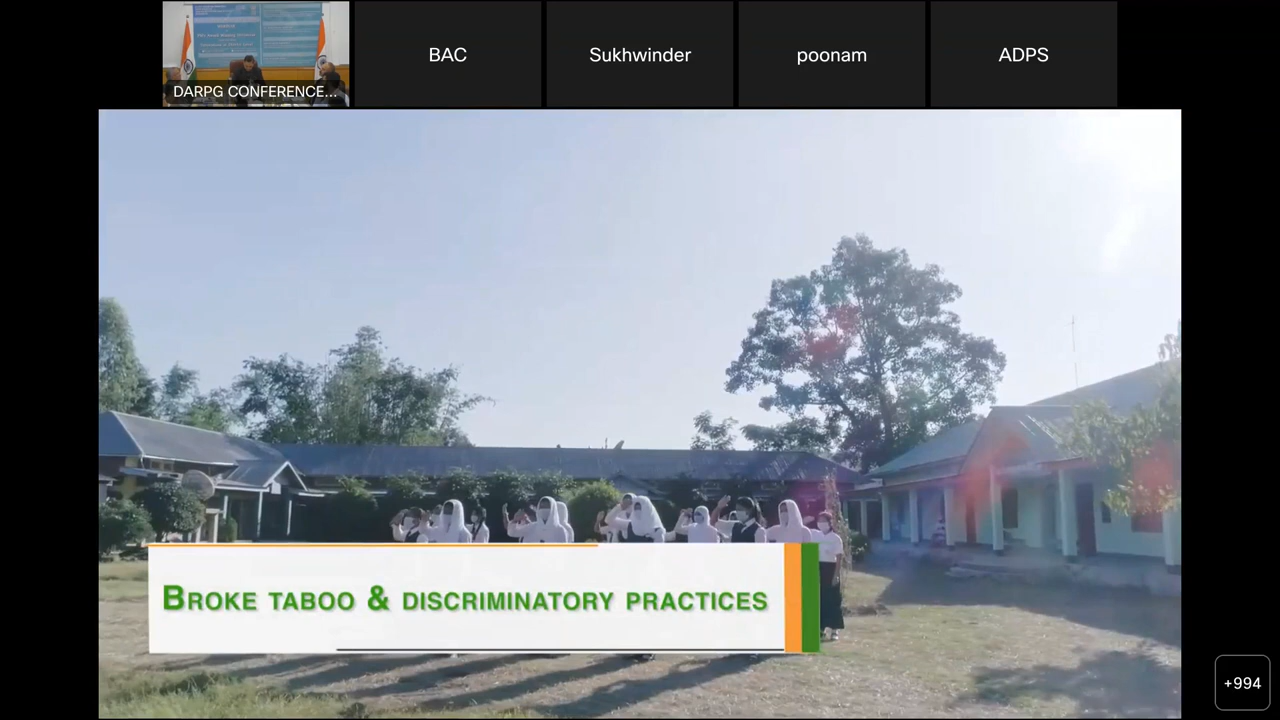 DARPG CONFERENCE...
BAC
Sukhwinder
poonam
ADPS
BROKE TABOO & DISCRIMINATORY PRACTICES
+994